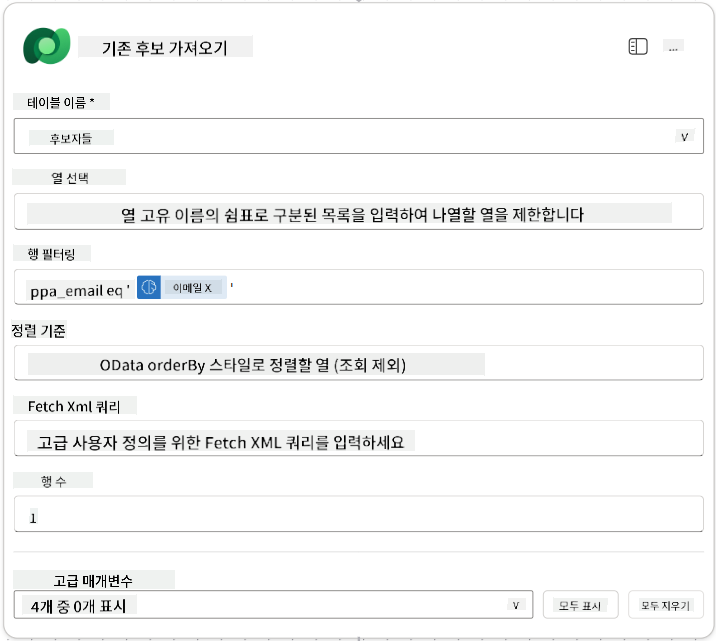 기존 후보 가져오기
...
테이블 이름 *
후보자들
V
열 선택
열 고유 이름의 쉼표로 구분된 목록을 입력하여 나열할 열을 제한합니다
행 필터링
ppa_email eq ' 이메일 X '
정렬 기준
OData orderBy 스타일로 정렬할 열 (조회 제외)
Fetch Xml 쿼리
고급 사용자 정의를 위한 Fetch XML 쿼리를 입력하세요
행 수
1
고급 매개변수
4개 중 0개 표시 V 모두 표시 모두 지우기